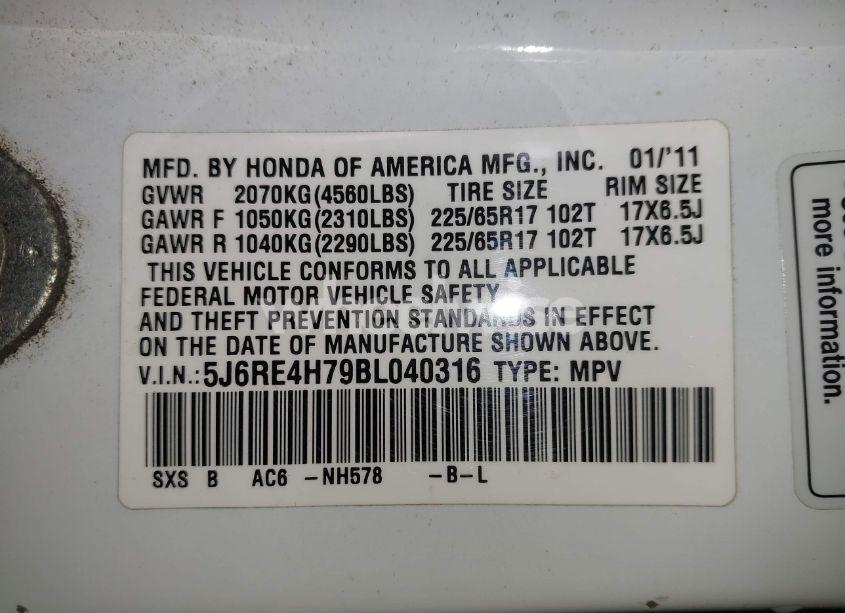 MFD. BY HONDA OF AMERICA MFG., INC. 01/'11
GVWR 2070KG(4560LBS) TIRE SIZE RIM SIZE
GAWR F 1050KG(2310LBS) 225/65R17 102T 17X6.5J
GAWR R 1040KG(2290LBS) 225/65R17 102T 17X6.5J
THIS VEHICLE CONFORMS TO ALL APPLICABLE
FEDERAL MOTOR VEHICLE SAFETY
AND THEFT PREVENTION STANDARDS IN EFFECT
ON THE DATE OF MANUFACTURE SHOWN ABOVE.
V.I.N.:5J6RE4H79BL040316 TYPE: MPV
SXS B AC6 -NH578 -B-L
more information.